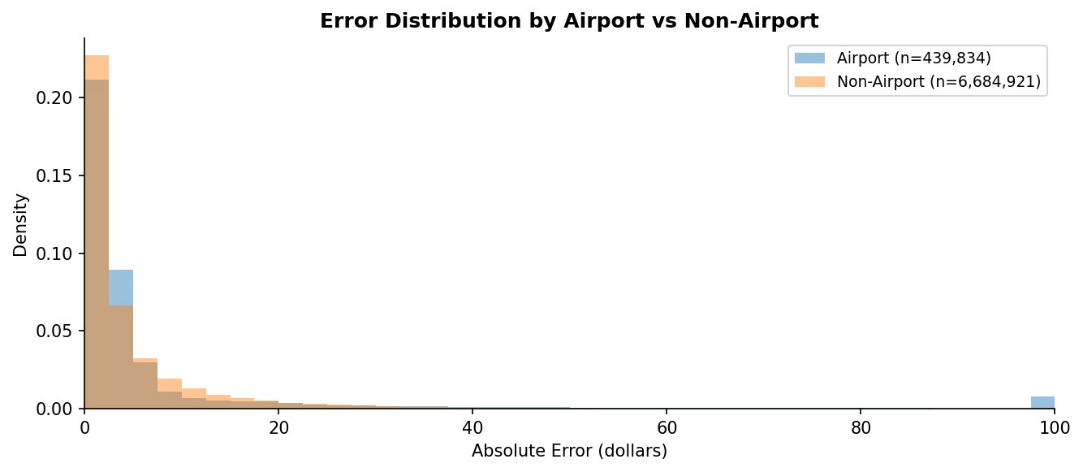 Error Distribution by Airport vs Non-Airport
Airport (n=439,834)
Non-Airport (n=6,684,921)
Density
0.20
0.15
0.10
0.05
0.00
0 20 40 60 80 100
Absolute Error (dollars)